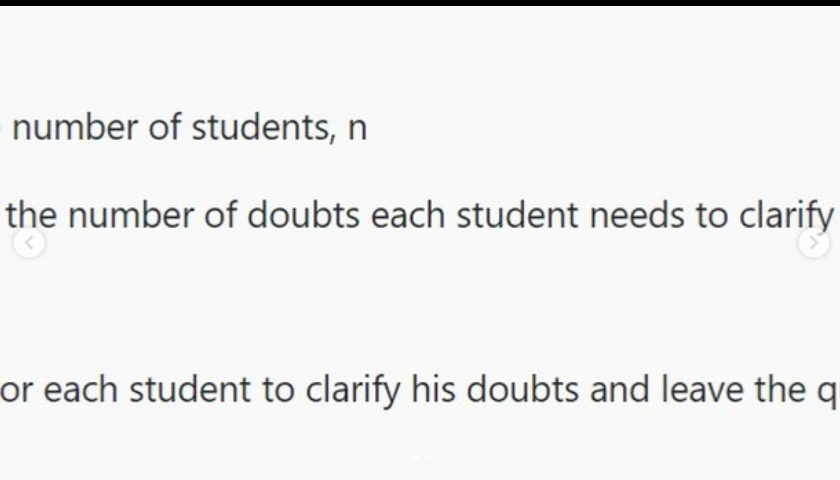 number of students, n
the number of doubts each student needs to clarify
or each student to clarify his doubts and leave the q